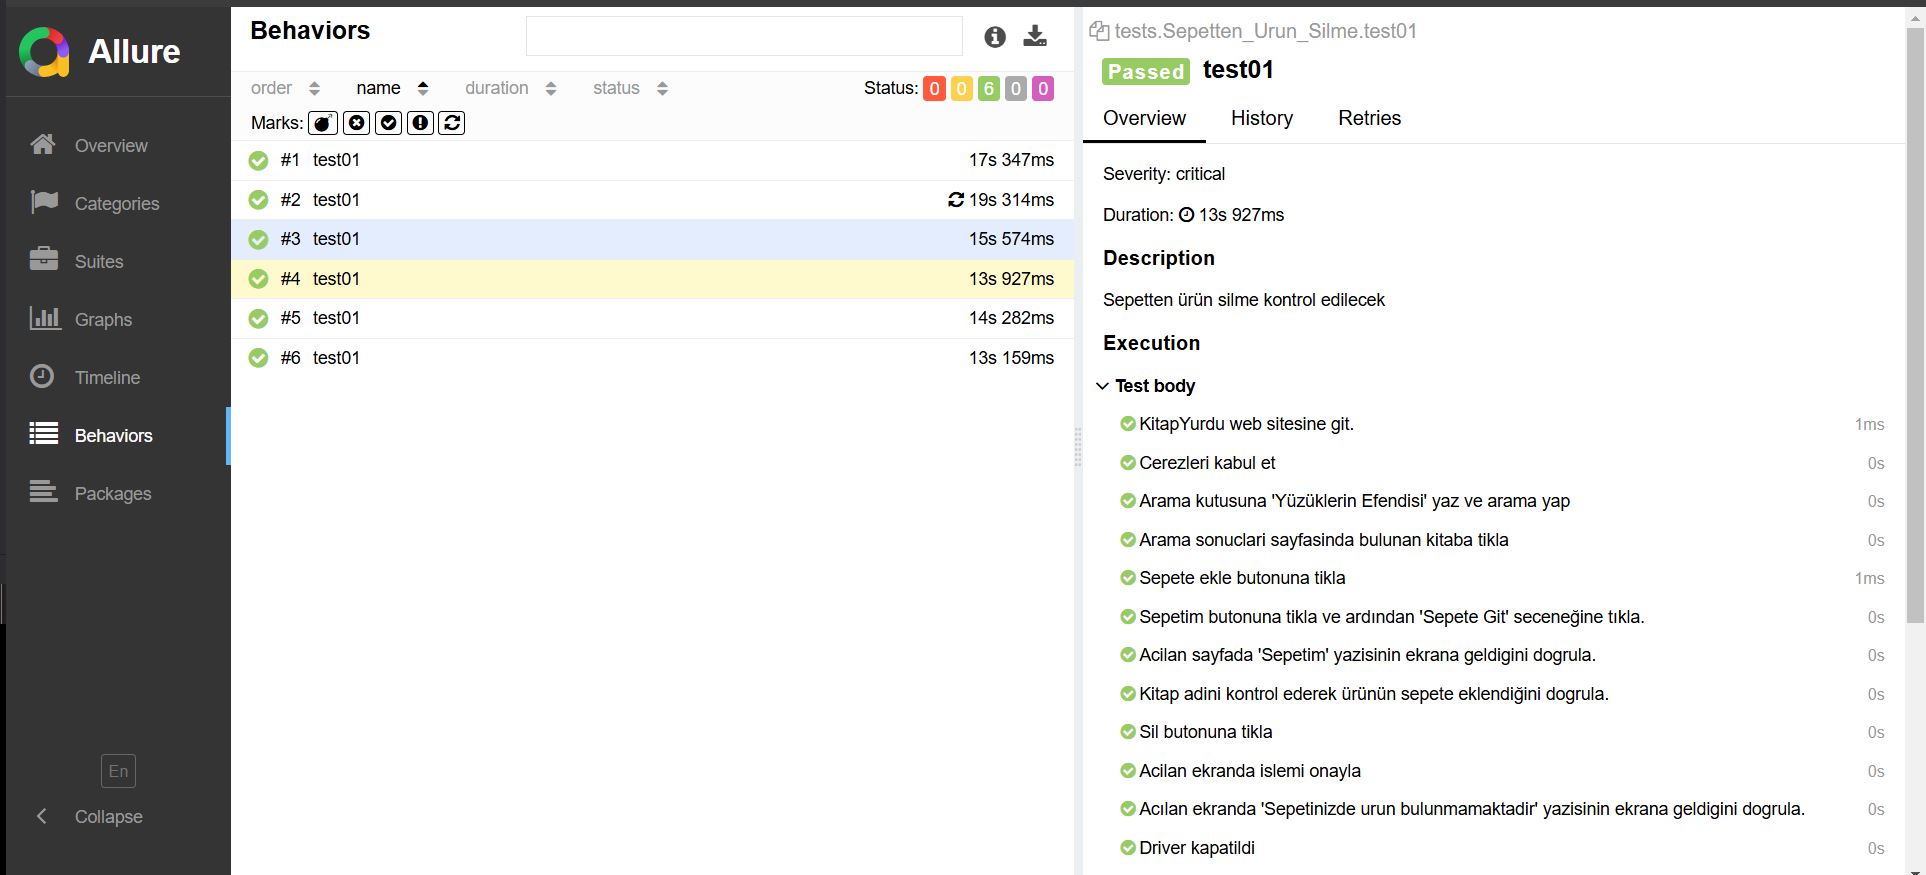 Allure
Overview
Categories
Suites
Graphs
Timeline
Behaviors
Packages
En
Collapse
Behaviors
order name duration status Status: 0 0 6 0 0
Marks:
#1 test01 17s 347ms
#2 test01 19s 314ms
#3 test01 15s 574ms
#4 test01 13s 927ms
#5 test01 14s 282ms
#6 test01 13s 159ms
tests.Sepetten_Urun_Silme.test01
Passed test01
Overview History Retries
Severity: critical
Duration: 13s 927ms
Description
Sepetten ürün silme kontrol edilecek
Execution
Test body
KitapYurdu web sitesine git. 1ms
Cerezleri kabul et 0s
Arama kutusuna 'Yüzüklerin Efendisi' yaz ve arama yap 0s
Arama sonuclari sayfasinda bulunan kitaba tikla 0s
Sepete ekle butonuna tikla 1ms
Sepetim butonuna tikla ve ardından 'Sepete Git' seceneğine tıkla. 0s
Acilan sayfada 'Sepetim' yazisinin ekrana geldigini dogrula. 0s
Kitap adini kontrol ederek ürünün sepete eklendiğini dogrula. 0s
Sil butonuna tikla 0s
Acilan ekranda islemi onayla 0s
Acılan ekranda 'Sepetinizde urun bulunmamaktadir' yazisinin ekrana geldigini dogrula. 0s
Driver kapatildi 0s